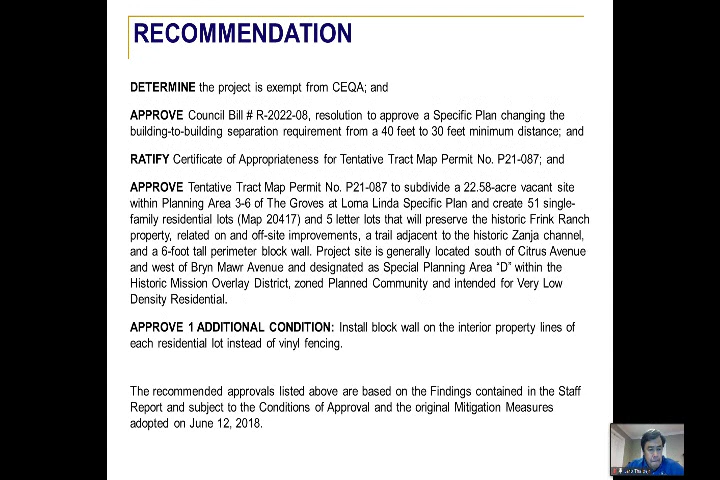 RECOMMENDATION
DETERMINE the project is exempt from CEQA; and
APPROVE Council Bill # R-2022-08, resolution to approve a Specific Plan changing the
building-to-building separation requirement from a 40 feet to 30 feet minimum distance; and
RATIFY Certificate of Appropriateness for Tentative Tract Map Permit No. P21-087; and
APPROVE Tentative Tract Map Permit No. P21-087 to subdivide a 22.58-acre vacant site
within Planning Area 3-6 of The Groves at Loma Linda Specific Plan and create 51 single-
family residential lots (Map 20417) and 5 letter lots that will preserve the historic Frink Ranch
property, related on and off-site improvements, a trail adjacent to the historic Zanja channel,
and a 6-foot tall perimeter block wall. Project site is generally located south of Citrus Avenue
and west of Bryn Mawr Avenue and designated as Special Planning Area "D" within the
Historic Mission Overlay District, zoned Planned Community and intended for Very Low
Density Residential.
APPROVE 1 ADDITIONAL CONDITION: Install block wall on the interior property lines of
each residential lot instead of vinyl fencing.
The recommended approvals listed above are based on the Findings contained in the Staff
Report and subject to the Conditions of Approval and the original Mitigation Measures
adopted on June 12, 2018.